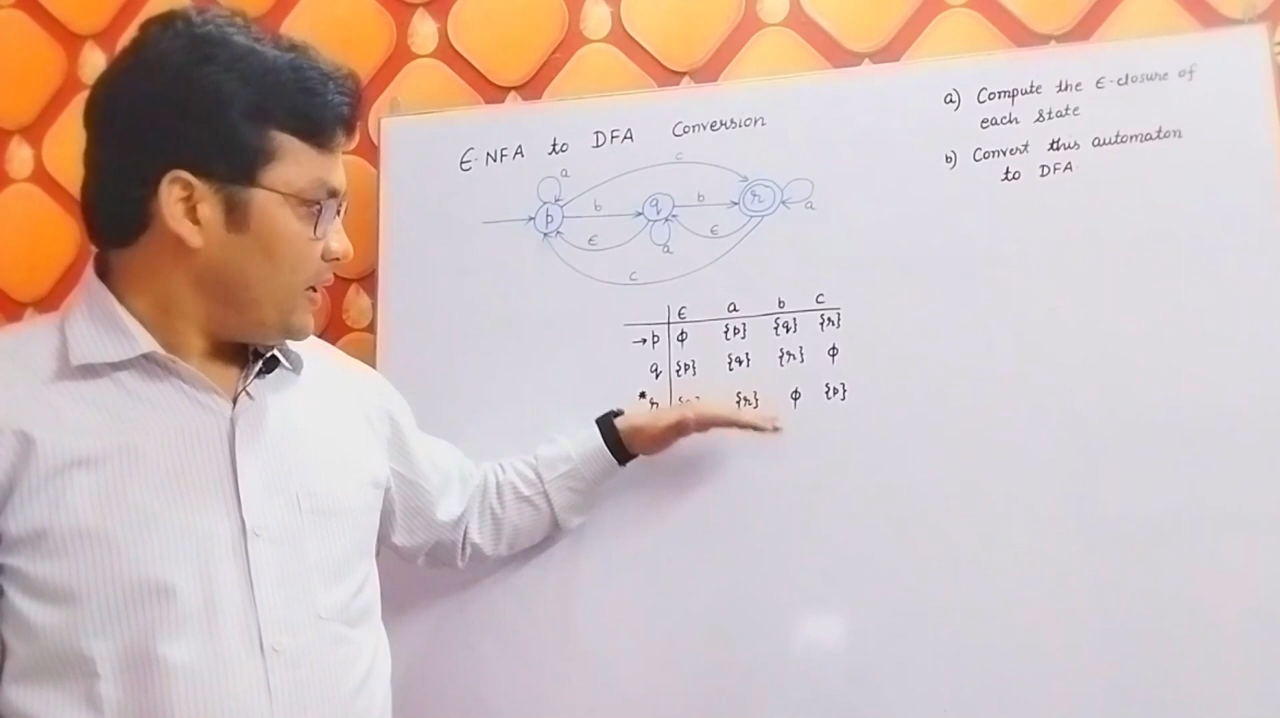 ϵ-NFA to DFA Conversion
a) Compute the ϵ-closure of
each state
b) Convert this automaton
to DFA.
c
a
p b q b r a
ϵ a ϵ
c
ϵ a b c
→p ϕ {p} {q} {r}
q {p} {q} {r} ϕ
*r {r} ϕ {p}